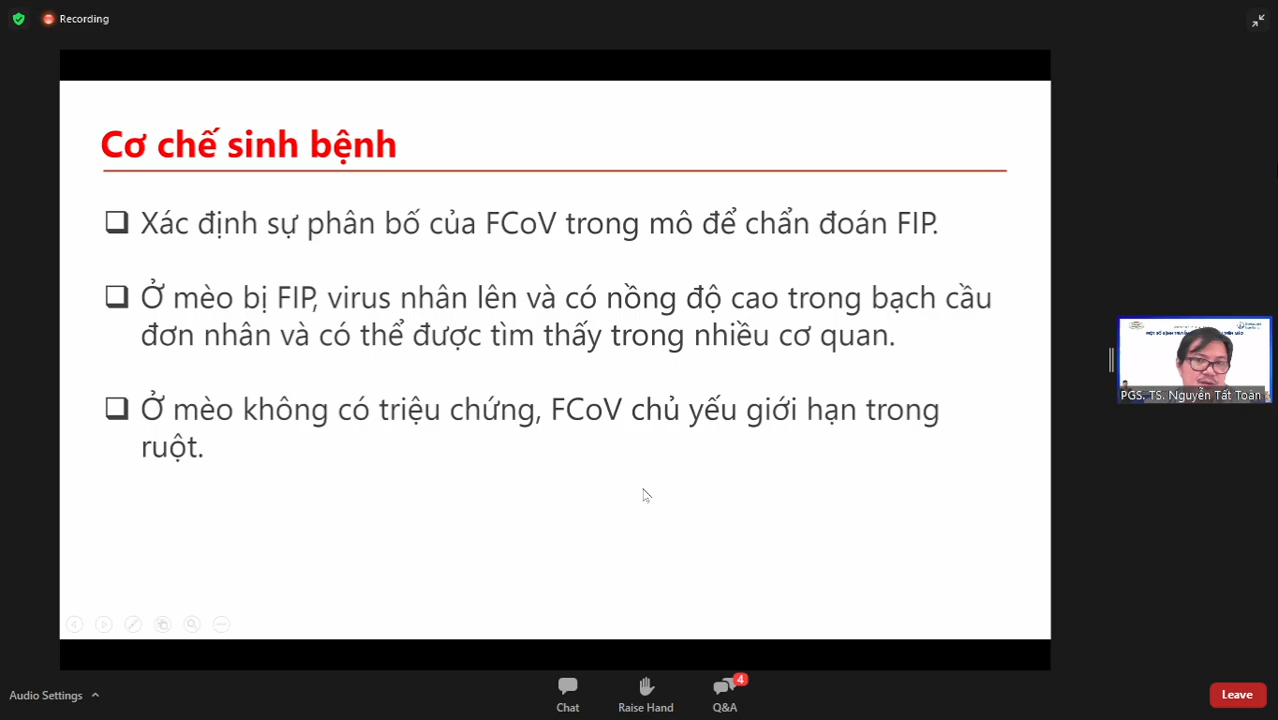 Recording
Cơ chế sinh bệnh
❑ Xác định sự phân bố của FCoV trong mô để chẩn đoán FIP.
❑ Ở mèo bị FIP, virus nhân lên và có nồng độ cao trong bạch cầu
đơn nhân và có thể được tìm thấy trong nhiều cơ quan.
❑ Ở mèo không có triệu chứng, FCoV chủ yếu giới hạn trong
ruột.
PGS. TS. Nguyễn Tất Toàn
Audio Settings
Chat
Raise Hand
4
Q&A
Leave